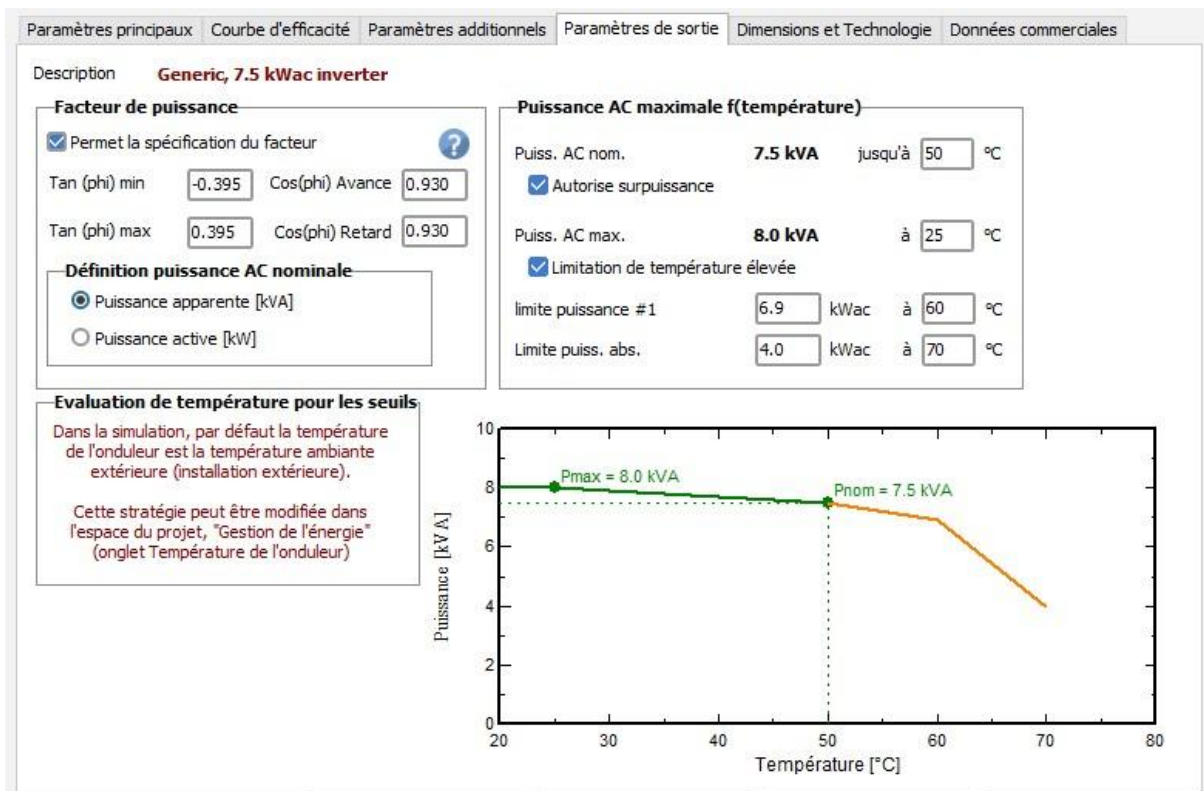 Paramètres principaux Courbe d'efficacité Paramètres additionnels Paramètres de sortie Dimensions et Technologie Données commerciales
Description Generic, 7.5 kWac inverter
Facteur de puissance
Permet la spécification du facteur ?
Tan (phi) min -0.395 Cos(phi) Avance 0.930
Tan (phi) max 0.395 Cos(phi) Retard 0.930
Définition puissance AC nominale
Puissance apparente [kVA]
Puissance active [kW]
Puissance AC maximale f(température)
Puiss. AC nom. 7.5 kVA jusqu'à 50 °C
Autorise surpuissance
Puiss. AC max. 8.0 kVA à 25 °C
Limitation de température élevée
limite puissance #1 6.9 kWac à 60 °C
Limite puiss. abs. 4.0 kWac à 70 °C
Evaluation de température pour les seuils
Dans la simulation, par défaut la température
de l'onduleur est la température ambiante
extérieure (installation extérieure).
Cette stratégie peut être modifiée dans
l'espace du projet, "Gestion de l'énergie"
(onglet Température de l'onduleur)
Puissance [kVA]
10
8
6
4
2
0
Pmax = 8.0 kVA
Pnom = 7.5 kVA
20 30 40 50 60 70 80
Température [°C]